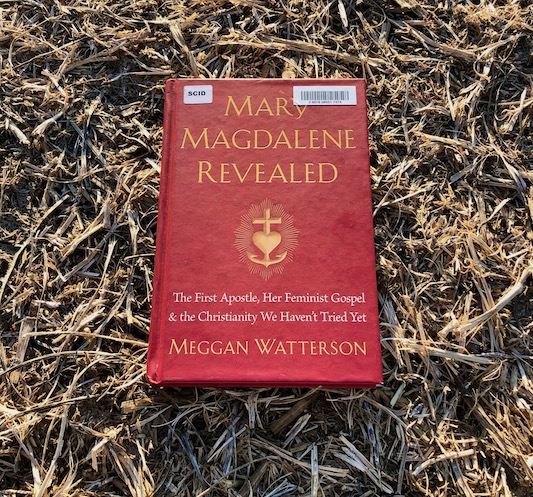 SCID
MARY
MAGDALENE
REVEALED
The First Apostle, Her Feminist Gospel
& the Christianity We Haven't Tried Yet
MEGGAN WATTERSON